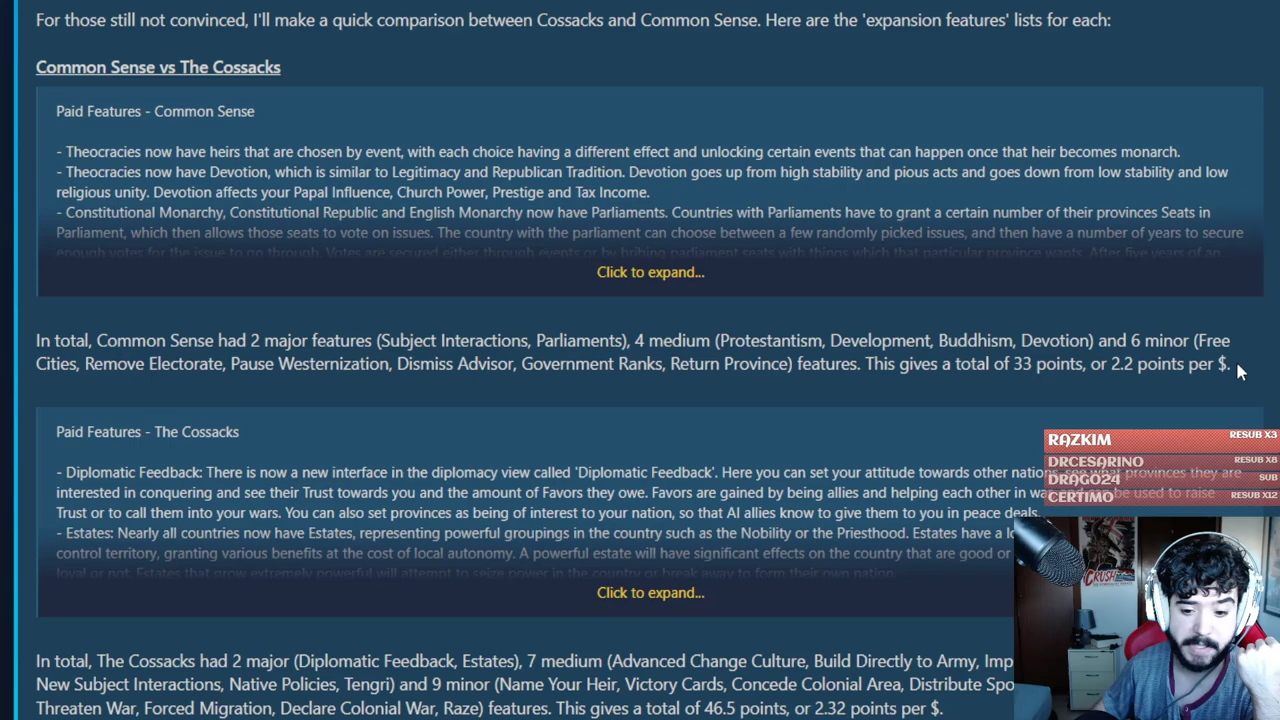 For those still not convinced, I'll make a quick comparison between Cossacks and Common Sense. Here are the 'expansion features' lists for each:
Common Sense vs The Cossacks
Paid Features - Common Sense
- Theocracies now have heirs that are chosen by event, with each choice having a different effect and unlocking certain events that can happen once that heir becomes monarch.
- Theocracies now have Devotion, which is similar to Legitimacy and Republican Tradition. Devotion goes up from high stability and pious acts and goes down from low stability and low
religious unity. Devotion affects your Papal Influence, Church Power, Prestige and Tax Income.
- Constitutional Monarchy, Constitutional Republic and English Monarchy now have Parliaments. Countries with Parliaments have to grant a certain number of their provinces Seats in
Parliament, which then allows those seats to vote on issues. The country with the parliament can choose between a few randomly picked issues, and then have a number of years to secure
enough votes for the issue to go through. Votes are secured either through events or by bribing parliament seats with things which that particular province wants. After five years of an
Click to expand...
In total, Common Sense had 2 major features (Subject Interactions, Parliaments), 4 medium (Protestantism, Development, Buddhism, Devotion) and 6 minor (Free
Cities, Remove Electorate, Pause Westernization, Dismiss Advisor, Government Ranks, Return Province) features. This gives a total of 33 points, or 2.2 points per $.
Paid Features - The Cossacks
- Diplomatic Feedback: There is now a new interface in the diplomacy view called 'Diplomatic Feedback'. Here you can set your attitude towards other nations, see what provinces they are
interested in conquering and see their Trust towards you and the amount of Favors they owe. Favors are gained by being allies and helping each other in wa be used to raise
Trust or to call them into your wars. You can also set provinces as being of interest to your nation, so that AI allies know to give them to you in peace deals.
- Estates: Nearly all countries now have Estates, representing powerful groupings in the country such as the Nobility or the Priesthood. Estates have a lo
control territory, granting various benefits at the cost of local autonomy. A powerful estate will have significant effects on the country that are good or
loyal or not. Estates that grow extremely powerful will attempt to seize power in the country or break away to form their own nation.
Click to expand...
In total, The Cossacks had 2 major (Diplomatic Feedback, Estates), 7 medium (Advanced Change Culture, Build Directly to Army, Imp
New Subject Interactions, Native Policies, Tengri) and 9 minor (Name Your Heir, Victory Cards, Concede Colonial Area, Distribute Spo
Threaten War, Forced Migration, Declare Colonial War, Raze) features. This gives a total of 46.5 points, or 2.32 points per $.
RAZKIM RESUB X3
DRCESARINO RESUB X8
DRAGO24 SUB
CERTIMO RESUB X12
CRUSH